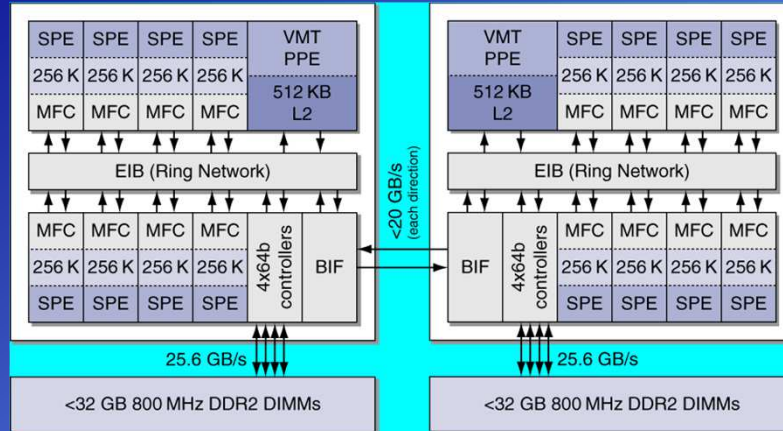 SPE SPE SPE SPE VMT PPE
256 K 256 K 256 K 256 K 512 KB L2
MFC MFC MFC MFC
EIB (Ring Network)
MFC MFC MFC MFC 4x64b controllers BIF
256 K 256 K 256 K 256 K
SPE SPE SPE SPE
25.6 GB/s
<32 GB 800 MHz DDR2 DIMMs
<20 GB/s
(each direction)
VMT PPE SPE SPE SPE SPE
512 KB L2 256 K 256 K 256 K 256 K
MFC MFC MFC MFC
EIB (Ring Network)
BIF 4x64b controllers MFC MFC MFC MFC
256 K 256 K 256 K 256 K
SPE SPE SPE SPE
25.6 GB/s
<32 GB 800 MHz DDR2 DIMMs